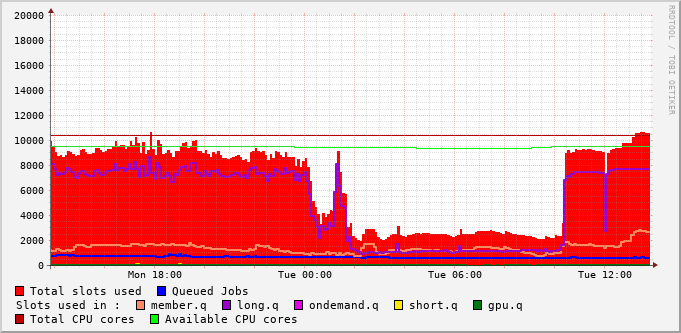 20000
18000
16000
14000
12000
10000
8000
6000
4000
2000
0
Mon 18:00 Tue 00:00 Tue 06:00 Tue 12:00
Total slots used Queued Jobs
Slots used in : member.q long.q ondemand.q short.q gpu.q
Total CPU cores Available CPU cores
RRDTOOL / TOBI OETIKER